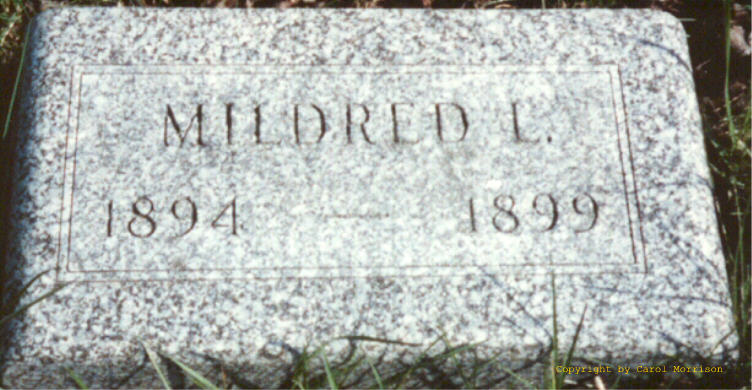 MILDRED L.
1894 — 1899
Copyright by Carol Morrison